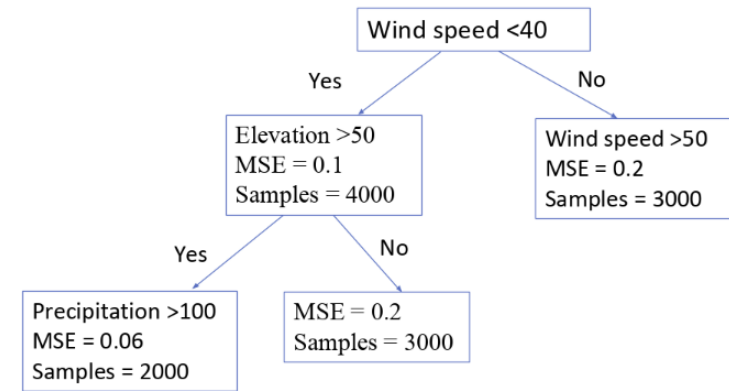 Wind speed <40
Yes
No
Elevation >50
MSE = 0.1
Samples = 4000
Wind speed >50
MSE = 0.2
Samples = 3000
Yes
No
Precipitation >100
MSE = 0.06
Samples = 2000
MSE = 0.2
Samples = 3000